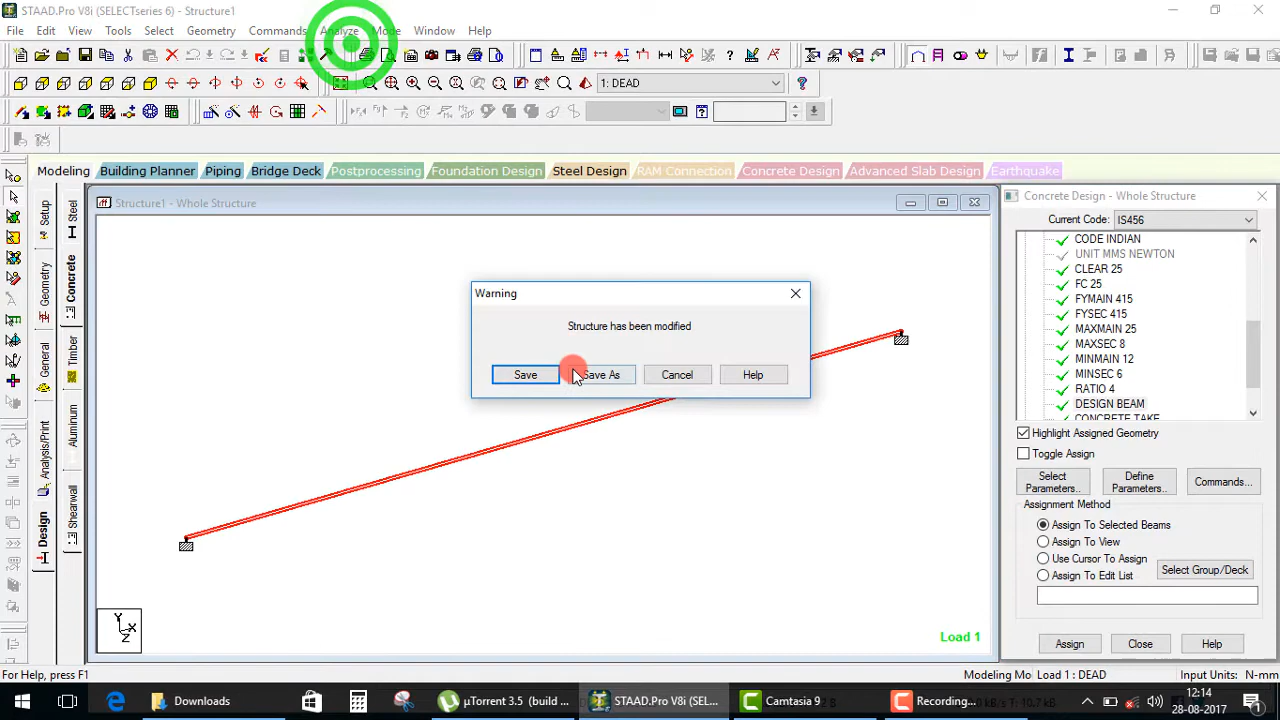 STAAD.Pro V8i (SELECTseries 6) - Structure1
File Edit View Tools Select Geometry Commands Analyze Mode Window Help
1: DEAD
Modeling Building Planner Piping Bridge Deck Postprocessing Foundation Design Steel Design RAM Connection Concrete Design Advanced Slab Design Earthquake
Setup
Geometry
General
Analysis/Print
Design
Steel
Concrete
Timber
Aluminum
Shearwall
Structure1 - Whole Structure
Load 1
Y
X
Z
Warning
Structure has been modified
Save Save As Cancel Help
Concrete Design - Whole Structure
Current Code: IS456
CODE INDIAN
UNIT MMS NEWTON
CLEAR 25
FC 25
FYMAIN 415
FYSEC 415
MAXMAIN 25
MAXSEC 8
MINMAIN 12
MINSEC 6
RATIO 4
DESIGN BEAM
CONCRETE TAKE
Highlight Assigned Geometry
Toggle Assign
Select Parameters..
Define Parameters..
Commands...
Assignment Method
Assign To Selected Beams
Assign To View
Use Cursor To Assign
Assign To Edit List
Select Group/Deck
Assign Close Help
For Help, press F1
Modeling Mo Load 1 : DEAD Input Units: N-mm
Downloads
µTorrent 3.5 (build ...
STAAD.Pro V8i (SEL...
Camtasia 9
Recording...
12:14
28-08-2017